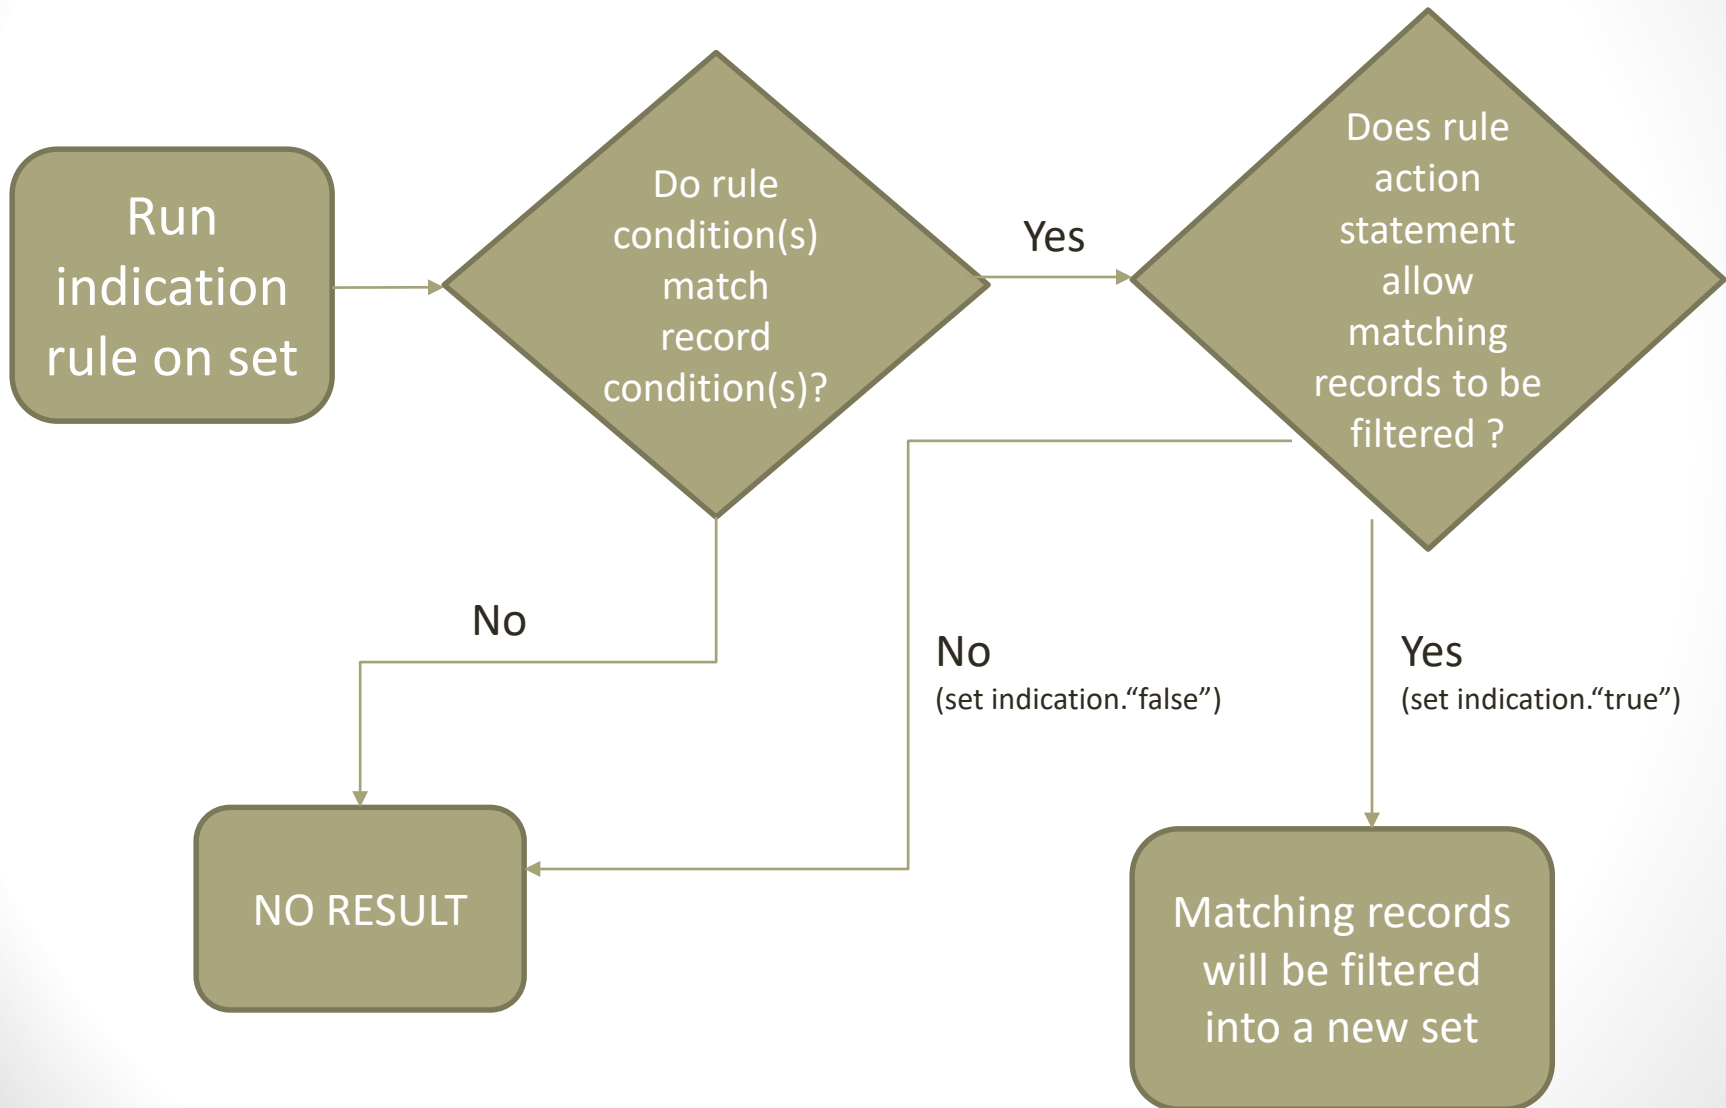 Run
indication
rule on set
Do rule
condition(s)
match
record
condition(s)?
Yes
Does rule
action
statement
allow
matching
records to be
filtered ?
No
No
(set indication.“false”)
Yes
(set indication.“true”)
NO RESULT
Matching records
will be filtered
into a new set